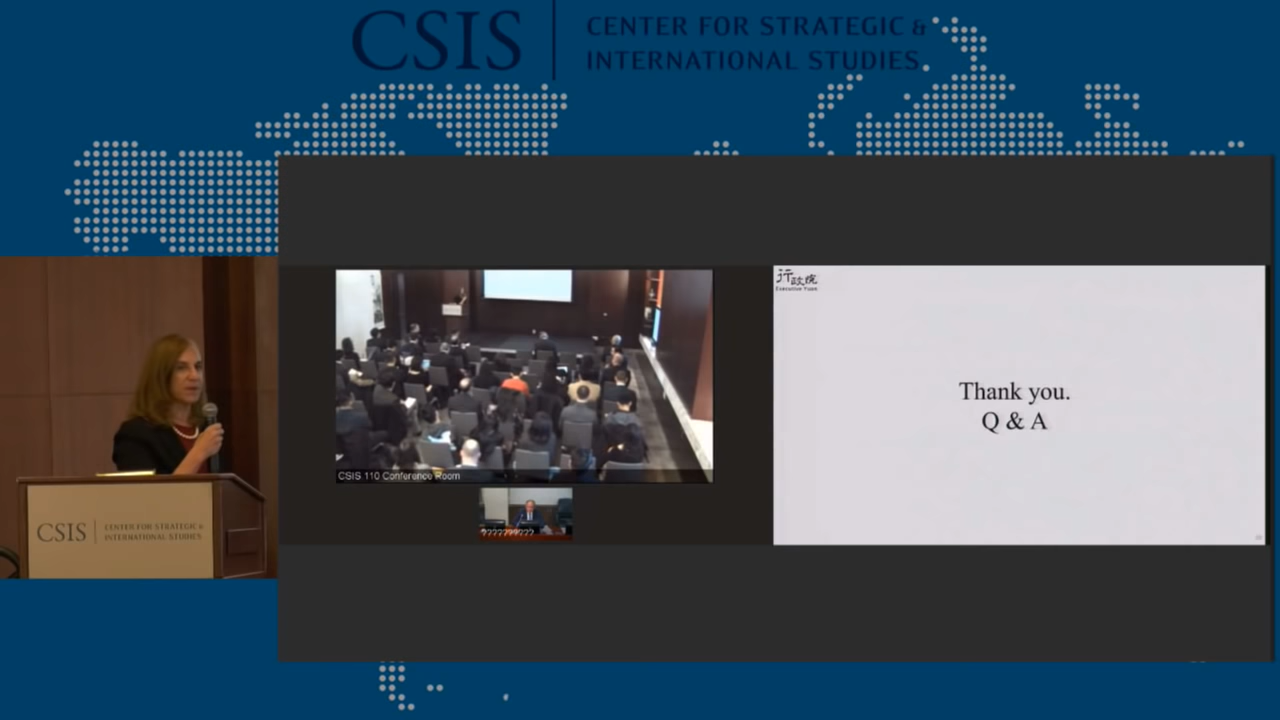 CSIS
CENTER FOR STRATEGIC &
INTERNATIONAL STUDIES
行政院
Executive Yuan
Thank you.
Q & A
CSIS 110 Conference Room
??????????
CSIS
CENTER FOR STRATEGIC &
INTERNATIONAL STUDIES